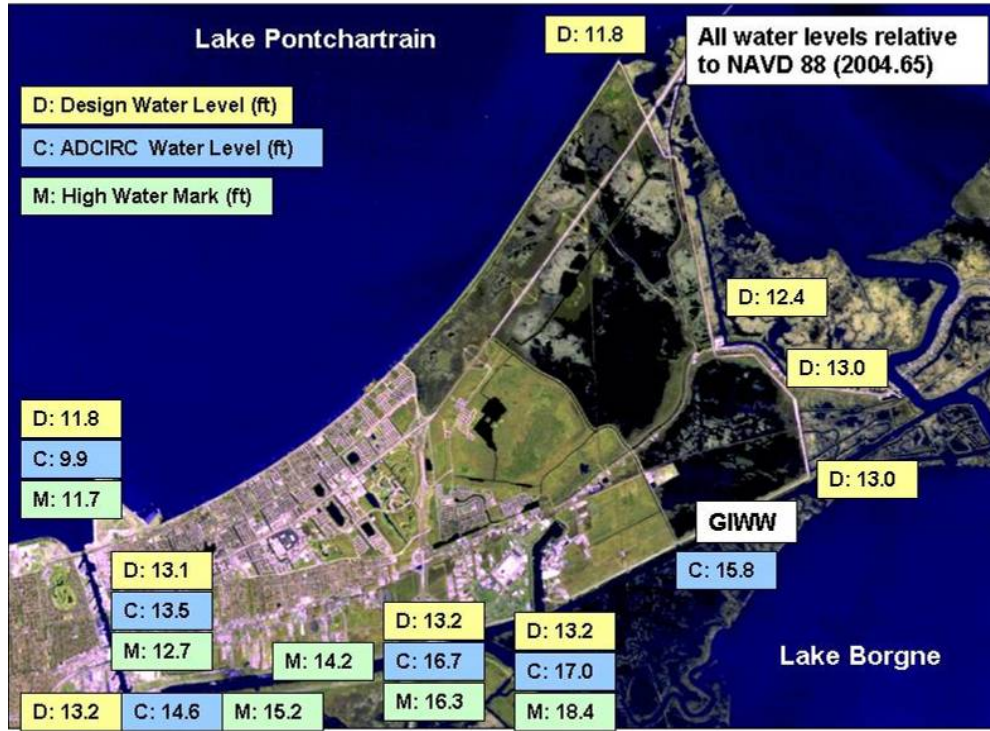 Lake Pontchartrain
D: 11.8
All water levels relative
to NAVD 88 (2004.65)
D: Design Water Level (ft)
C: ADCIRC Water Level (ft)
M: High Water Mark (ft)
D: 12.4
D: 13.0
D: 11.8
C: 9.9
M: 11.7
D: 13.0
GIWW
C: 15.8
D: 13.1
C: 13.5
M: 12.7
M: 14.2
D: 13.2
C: 16.7
M: 16.3
D: 13.2
C: 17.0
M: 18.4
Lake Borgne
D: 13.2
C: 14.6
M: 15.2